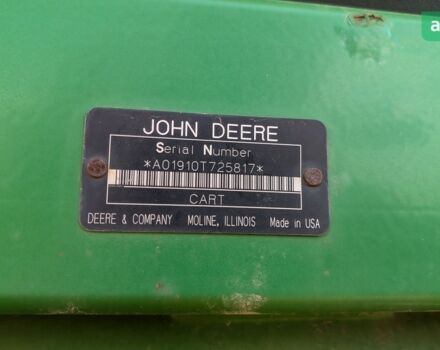 JOHN DEERE
Serial Number
*A01910T725817*
CART
DEERE & COMPANY MOLINE, ILLINOIS Made in USA